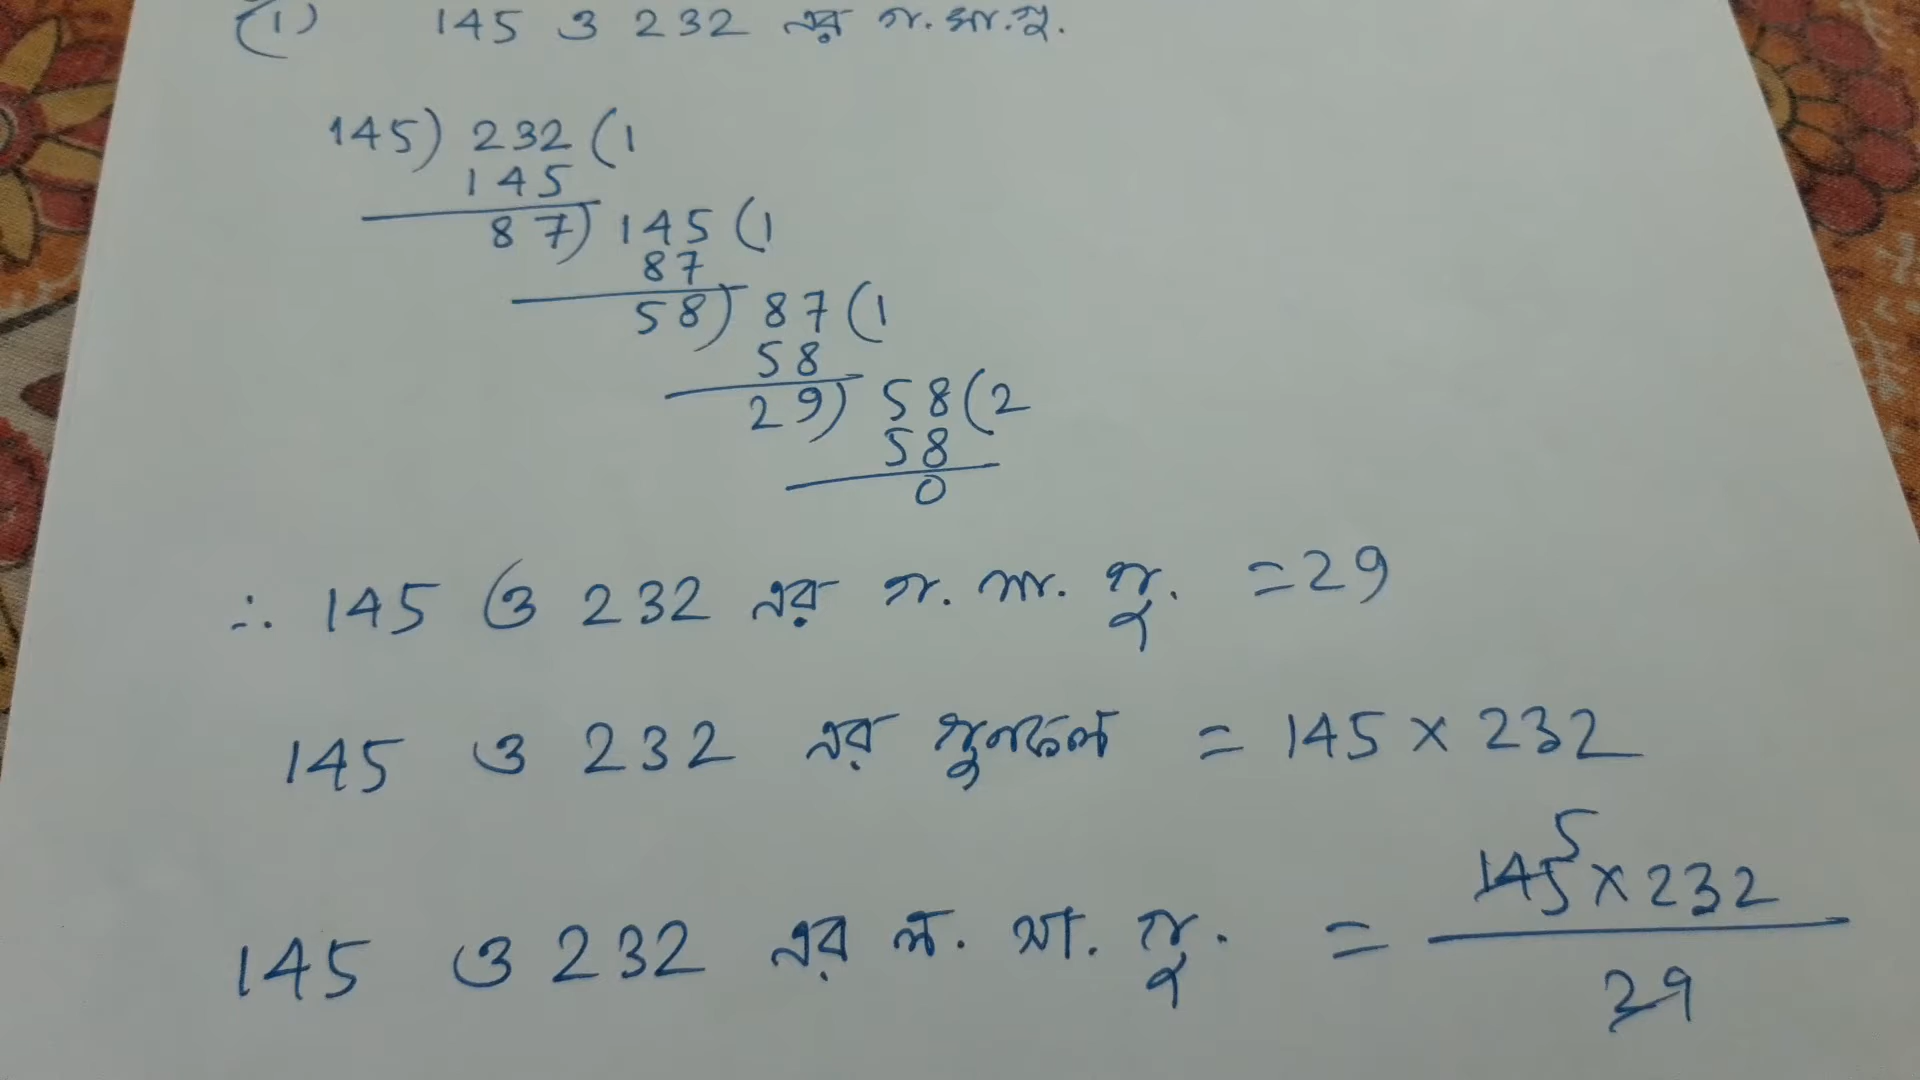 (1) 145 ও 232 এর গ. সা. গু.
145) 232 (1
145
87) 145 (1
87
58) 87 (1
58
29) 58 (2
58
0
∴ 145 ও 232 এর গ. সা. গু. = 29
145 ও 232 এর গুনফল = 145 × 232
5
145 × 232
145 ও 232 এর ল. সা. গু. =
29